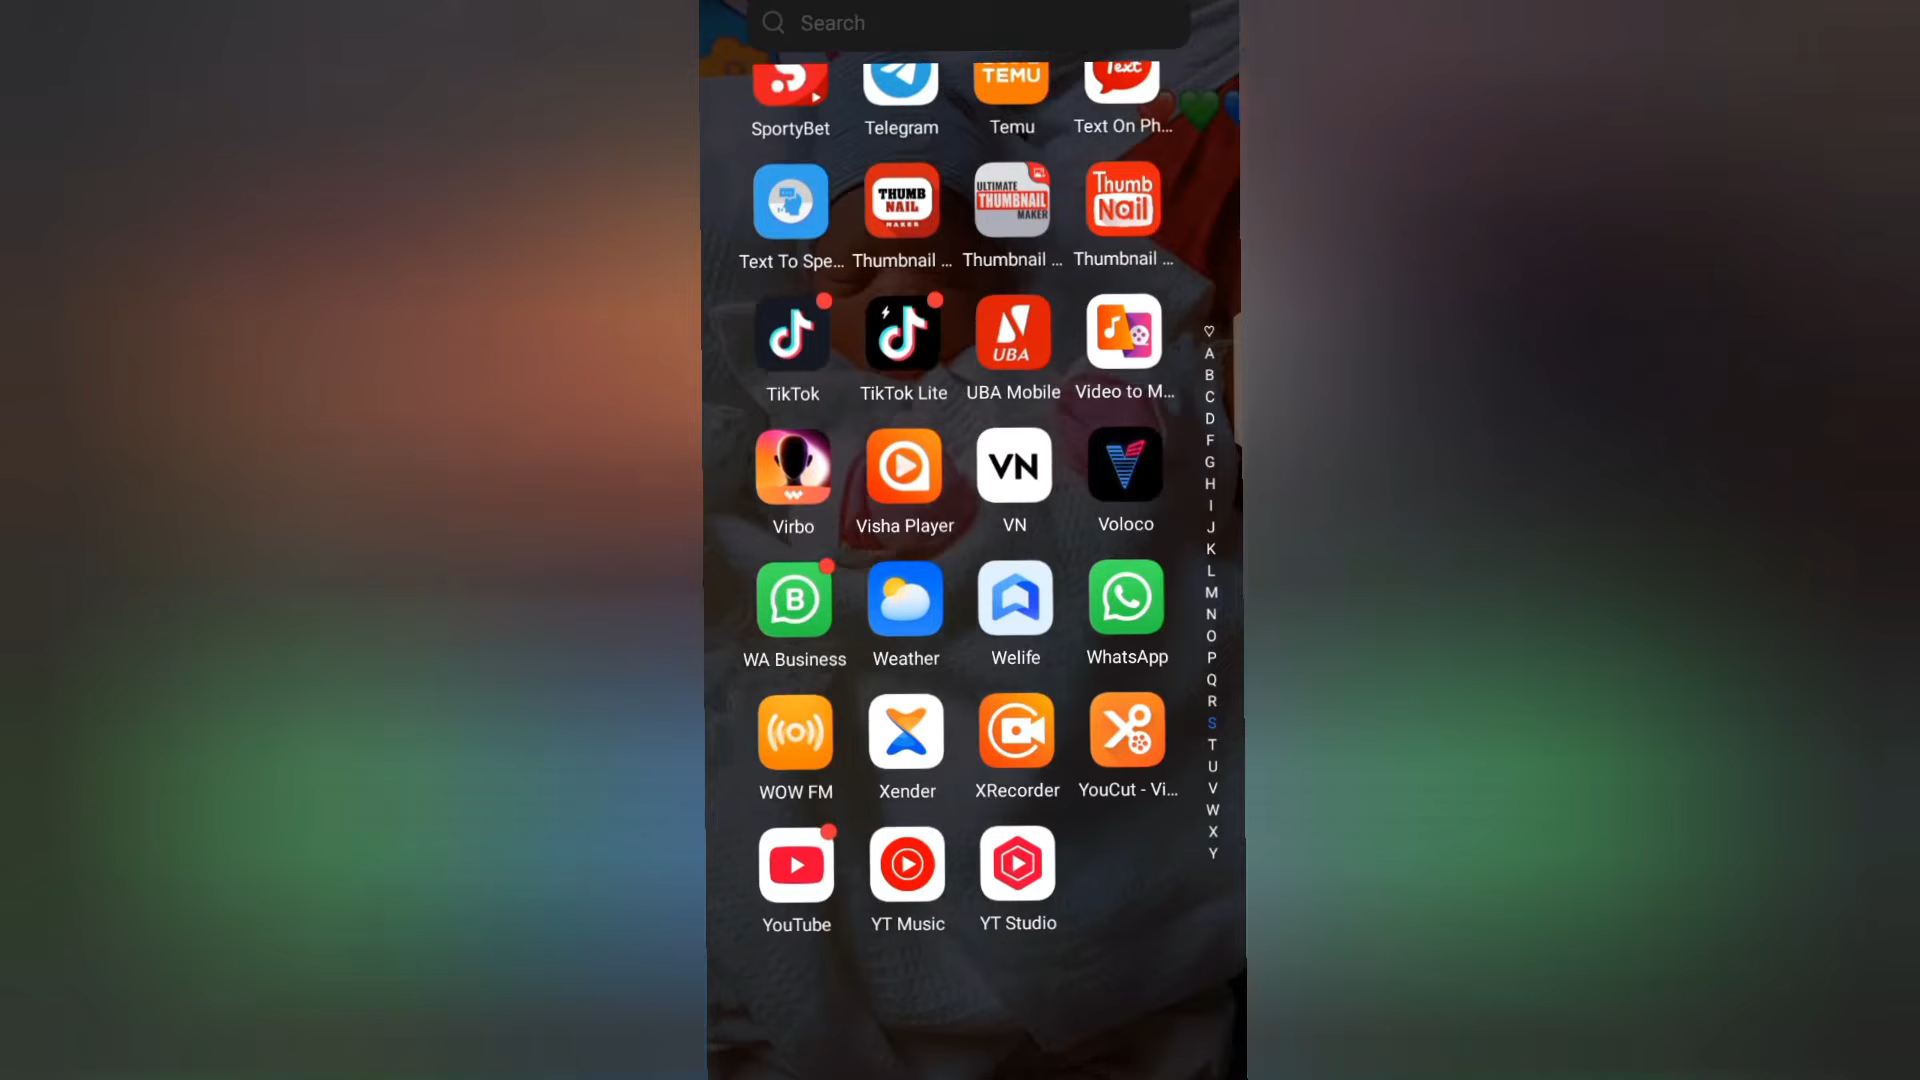 Search
TEMU
Text
SportyBet
Telegram
Temu
Text On Ph...
THUMB
NAIL
MAKER
ULTIMATE
THUMBNAIL
MAKER
Thumb
Nail
Text To Spe...
Thumbnail ...
Thumbnail ...
Thumbnail ...
UBA
TikTok
TikTok Lite
UBA Mobile
Video to M...
VN
Virbo
Visha Player
VN
Voloco
B
WA Business
Weather
Welife
WhatsApp
WOW FM
Xender
XRecorder
YouCut - Vi...
YouTube
YT Music
YT Studio
A
B
C
D
F
G
H
I
J
K
L
M
N
O
P
Q
R
S
T
U
V
W
X
Y